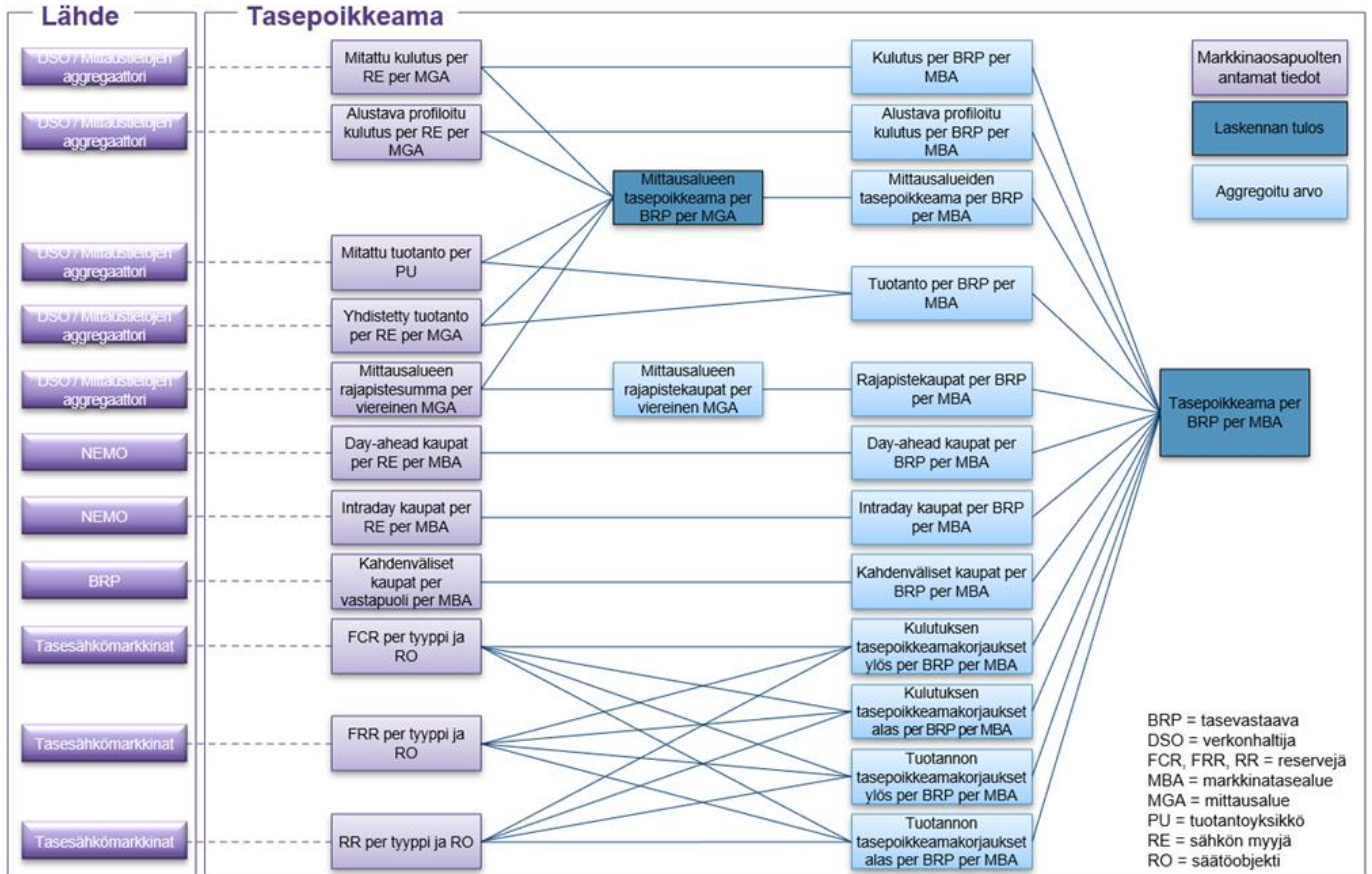 Lähde
Tasepoikkeama
DSO / Mittaustietojen
aggregaattori
Mitattu kulutus per
RE per MGA
Kulutus per BRP per
MBA
Markkinaosapuolten
antamat tiedot
DSO / Mittaustietojen
aggregaattori
Alustava profiloitu
kulutus per RE per
MGA
Alustava profiloitu
kulutus per BRP per
MBA
Laskennan tulos
Mittausalueen
tasepoikkeama per
BRP per MGA
Mittausalueiden
tasepoikkeama per BRP
per MBA
Aggregoitu arvo
DSO / Mittaustietojen
aggregaattori
Mitattu tuotanto per
PU
Tuotanto per BRP per
MBA
DSO / Mittaustietojen
aggregaattori
Yhdistetty tuotanto
per RE per MGA
DSO / Mittaustietojen
aggregaattori
Mittausalueen
rajapistesumma per
viereinen MGA
Mittausalueen
rajapistekaupat per
viereinen MGA
Rajapistekaupat per BRP
per MBA
Tasepoikkeama per
BRP per MBA
NEMO
Day-ahead kaupat
per RE per MBA
Day-ahead kaupat per
BRP per MBA
NEMO
Intraday kaupat per
RE per MBA
Intraday kaupat per BRP
per MBA
BRP
Kahdenväliset
kaupat per
vastapuoli per MBA
Kahdenväliset kaupat per
BRP per MBA
Tasesähkömarkkinat
FCR per tyyppi ja
RO
Kulutuksen
tasepoikkeamakorjaukset
ylös per BRP per MBA
Kulutuksen
tasepoikkeamakorjaukset
alas per BRP per MBA
Tasesähkömarkkinat
FRR per tyyppi ja
RO
Tuotannon
tasepoikkeamakorjaukset
ylös per BRP per MBA
Tasesähkömarkkinat
RR per tyyppi ja RO
Tuotannon
tasepoikkeamakorjaukset
alas per BRP per MBA
BRP = tasevastaava
DSO = verkonhaltija
FCR, FRR, RR = reservejä
MBA = markkinatasealue
MGA = mittausalue
PU = tuotantoyksikkö
RE = sähkön myyjä
RO = säätöobjekti